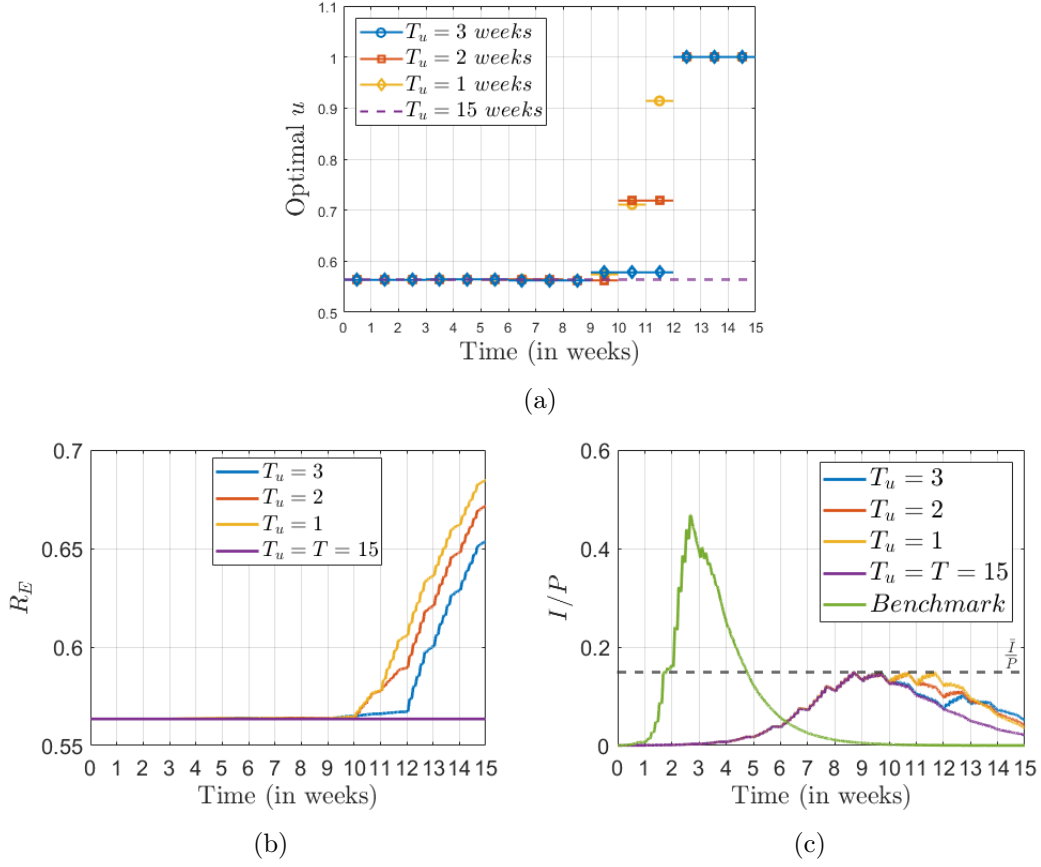 1.1
1
0.9
0.8
0.7
0.6
0.5
Optimal u
T_u = 3 weeks
T_u = 2 weeks
T_u = 1 weeks
T_u = 15 weeks
0 1 2 3 4 5 6 7 8 9 10 11 12 13 14 15
Time (in weeks)
(a)
0.7
0.65
0.6
0.55
R_E
T_u = 3
T_u = 2
T_u = 1
T_u = T = 15
0 1 2 3 4 5 6 7 8 9 10 11 12 13 14 15
Time (in weeks)
(b)
0.6
0.4
0.2
0
I/P
T_u = 3
T_u = 2
T_u = 1
T_u = T = 15
Benchmark
Ī/P
0 1 2 3 4 5 6 7 8 9 10 11 12 13 14 15
Time (in weeks)
(c)